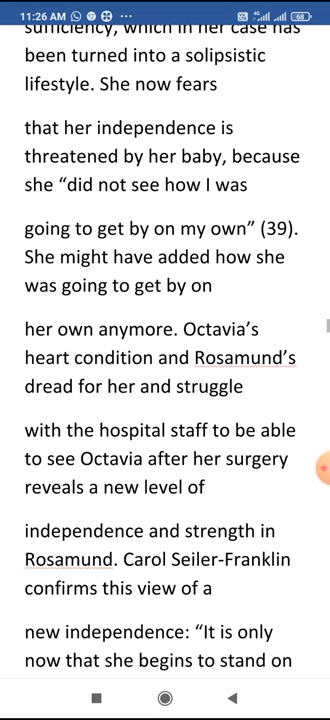 11:26 AM
4G
68
sufficiency, which in her case has
been turned into a solipsistic
lifestyle. She now fears
that her independence is
threatened by her baby, because
she “did not see how I was
going to get by on my own” (39).
She might have added how she
was going to get by on
her own anymore. Octavia’s
heart condition and Rosamund’s
dread for her and struggle
with the hospital staff to be able
to see Octavia after her surgery
reveals a new level of
independence and strength in
Rosamund. Carol Seiler-Franklin
confirms this view of a
new independence: “It is only
now that she begins to stand on